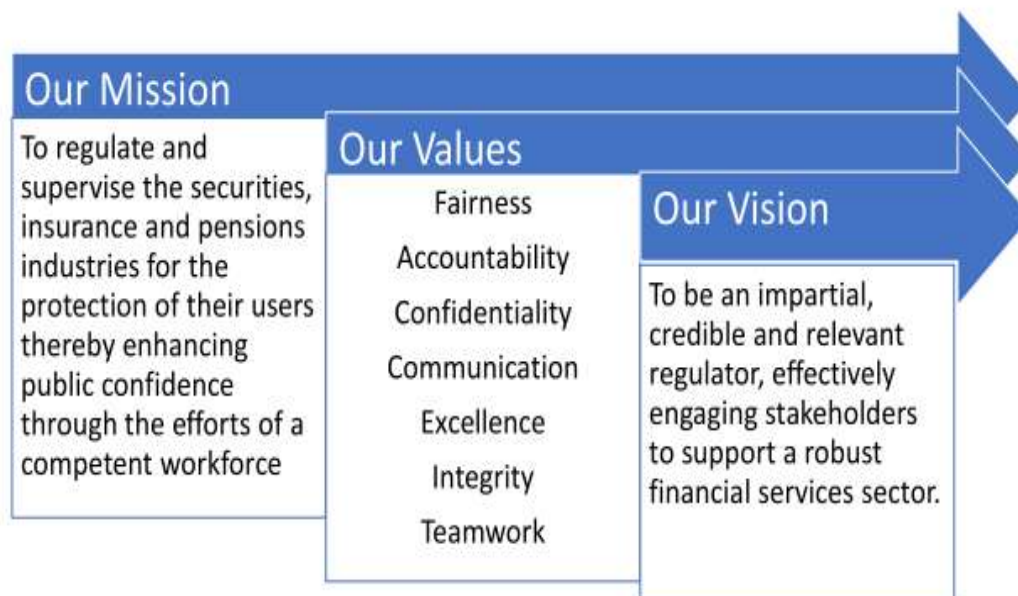 Our Mission
To regulate and
supervise the securities,
insurance and pensions
industries for the
protection of their users
thereby enhancing
public confidence
through the efforts of a
competent workforce
Our Values
Fairness
Accountability
Confidentiality
Communication
Excellence
Integrity
Teamwork
Our Vision
To be an impartial,
credible and relevant
regulator, effectively
engaging stakeholders
to support a robust
financial services sector.